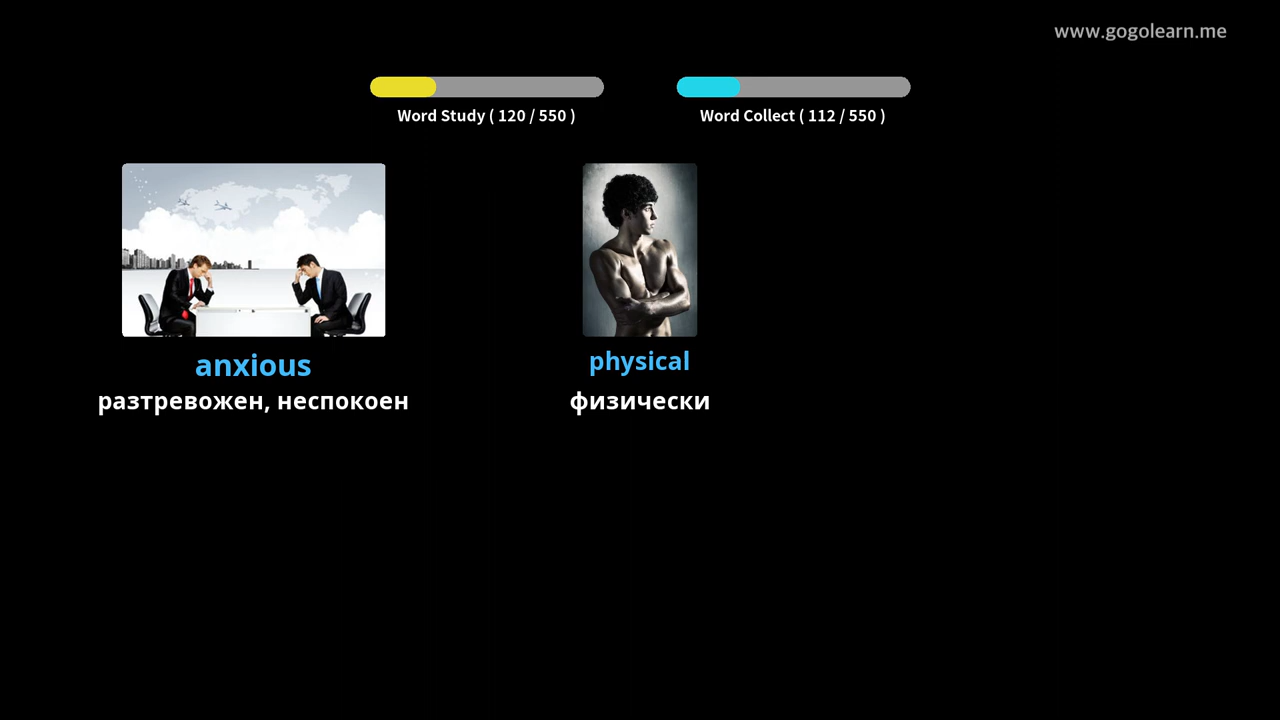 www.gogolearn.me
Word Study ( 120 / 550 )
Word Collect ( 112 / 550 )
anxious
разтревожен, неспокоен
physical
физически